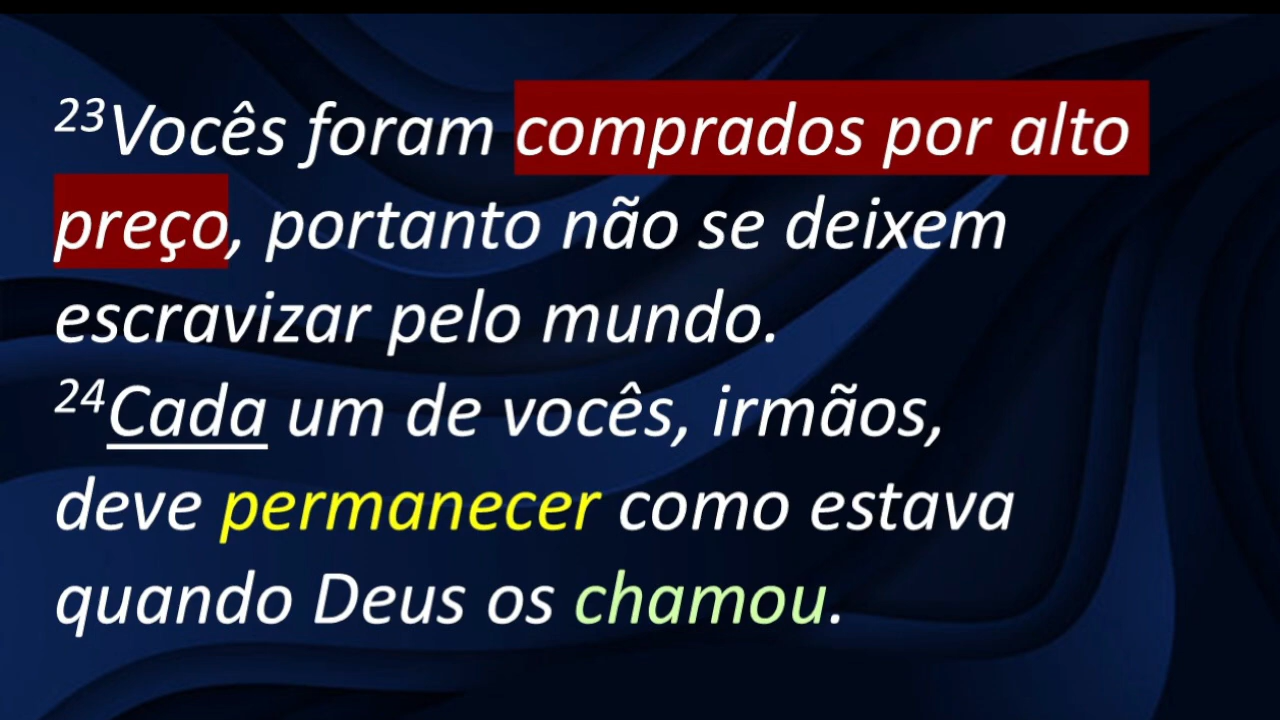 23Vocês foram comprados por alto
preço, portanto não se deixem
escravizar pelo mundo.
24Cada um de vocês, irmãos,
deve permanecer como estava
quando Deus os chamou.